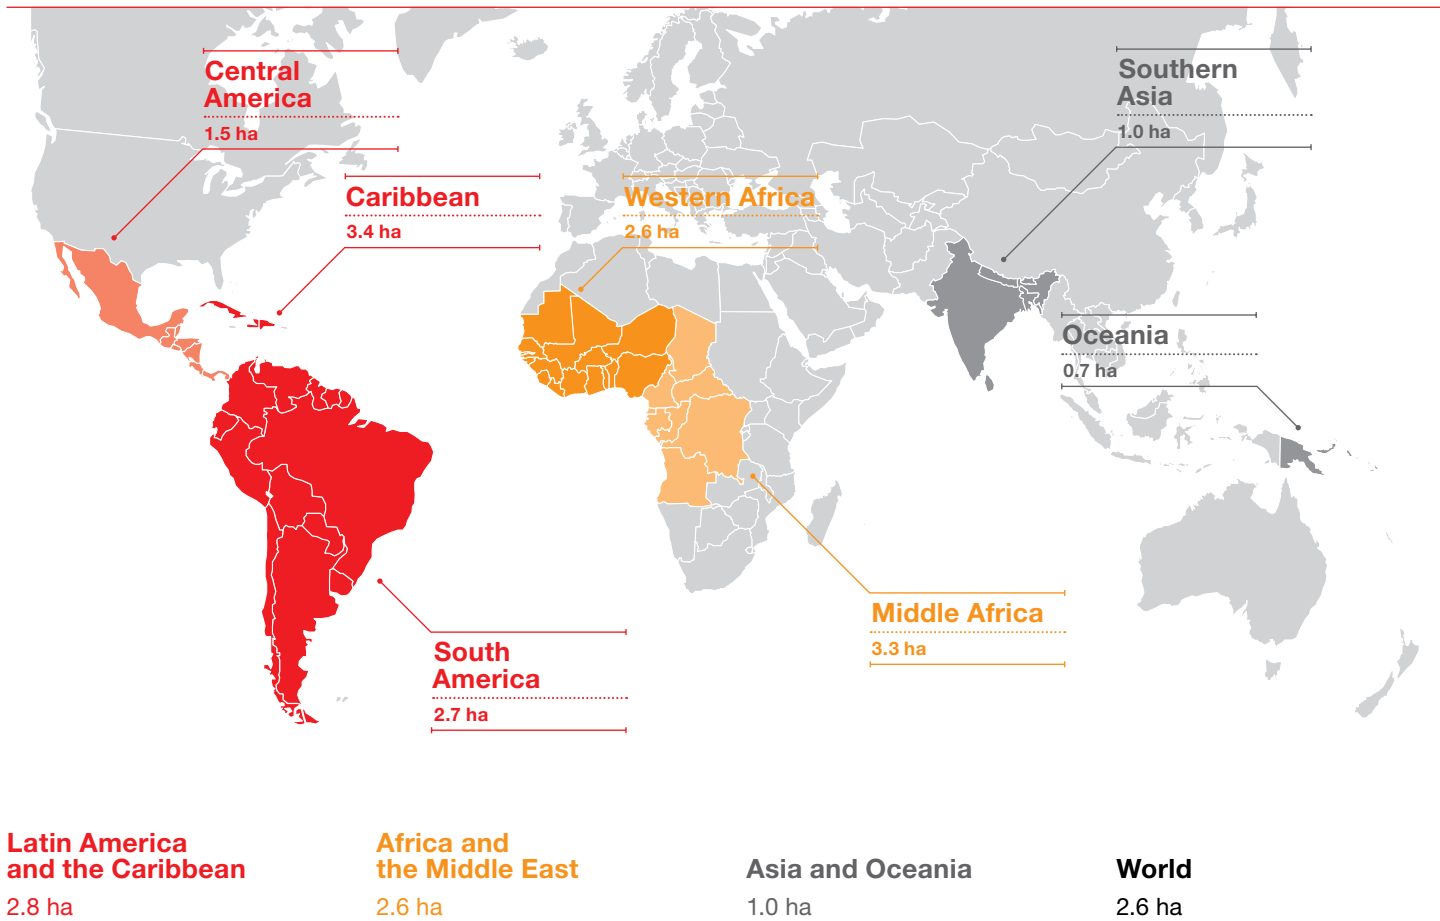 Central
America
1.5 ha
Caribbean
3.4 ha
Western Africa
2.6 ha
Southern
Asia
1.0 ha
Oceania
0.7 ha
Middle Africa
3.3 ha
South
America
2.7 ha
Latin America
and the Caribbean
2.8 ha
Africa and
the Middle East
2.6 ha
Asia and Oceania
1.0 ha
World
2.6 ha